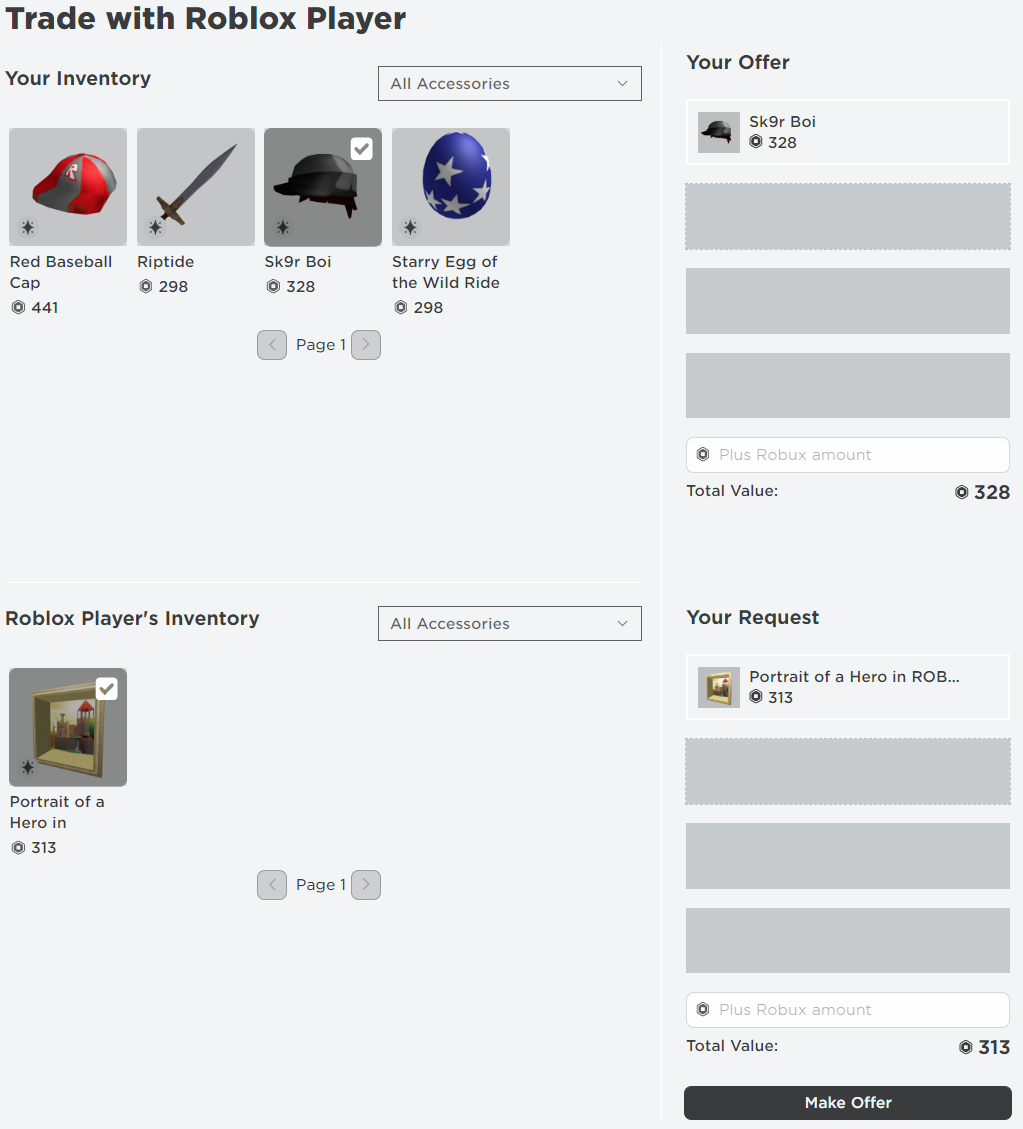 Trade with Roblox Player
Your Inventory
All Accessories
R
Red Baseball
Cap
441
Riptide
298
Sk9r Boi
328
Starry Egg of
the Wild Ride
298
Page 1
Your Offer
Sk9r Boi
328
Plus Robux amount
Total Value:
328
Roblox Player's Inventory
All Accessories
Portrait of a
Hero in
313
Page 1
Your Request
Portrait of a Hero in ROB...
313
Plus Robux amount
Total Value:
313
Make Offer